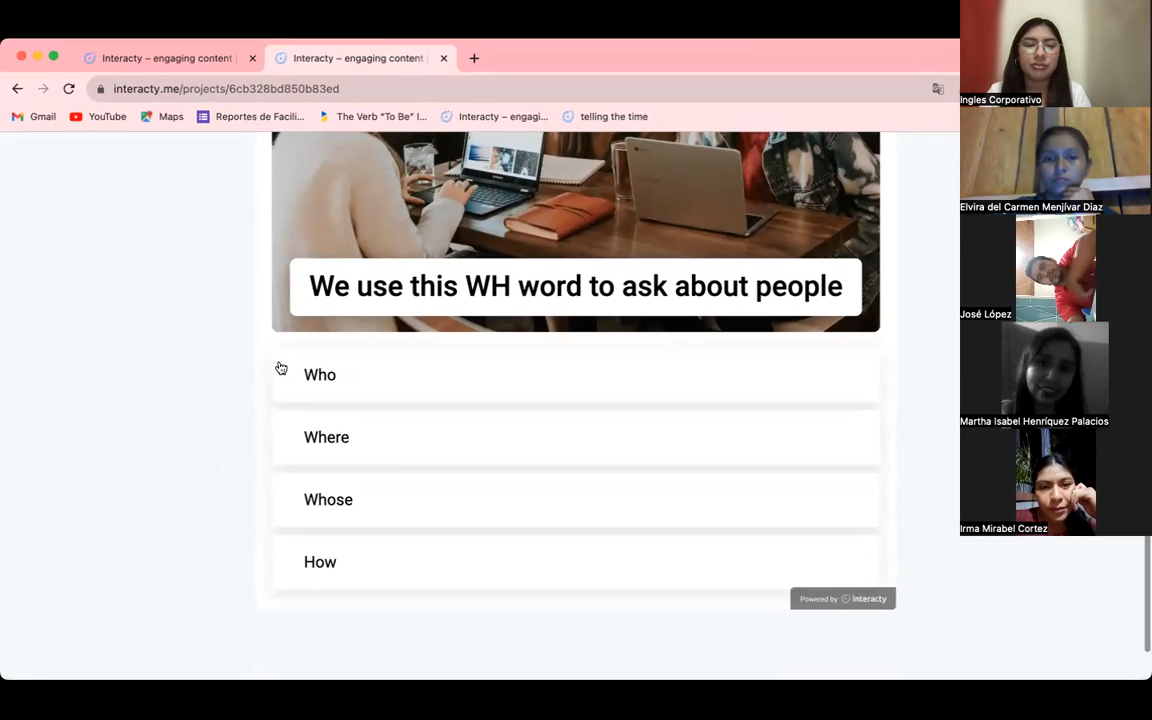 Interacty – engaging content
Interacty – engaging content
interacty.me/projects/6cb328bd850b83ed
Gmail
YouTube
Maps
Reportes de Facili...
The Verb "To Be" I...
Interacty – engagi...
telling the time
We use this WH word to ask about people
Who
Where
Whose
How
Powered by interacty
Ingles Corporativo
Elvira del Carmen Menjívar Diaz
José López
Martha Isabel Henríquez Palacios
Irma Mirabel Cortez